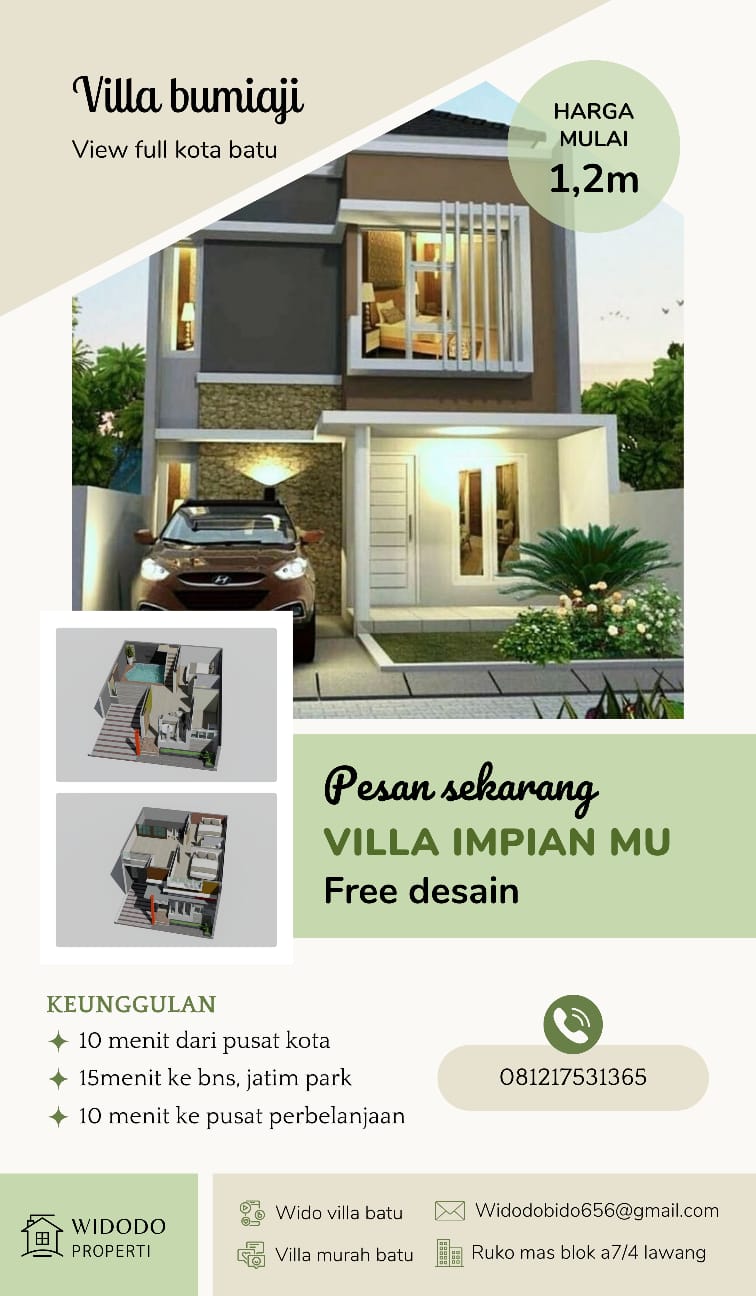 Villa bumiaji
View full kota batu
HARGA
MULAI
1,2m
Pesan sekarang
VILLA IMPIAN MU
Free desain
KEUNGGULAN
10 menit dari pusat kota
15menit ke bns, jatim park
10 menit ke pusat perbelanjaan
081217531365
WIDODO
PROPERTI
Wido villa batu
Villa murah batu
Widodobido656@gmail.com
Ruko mas blok a7/4 lawang